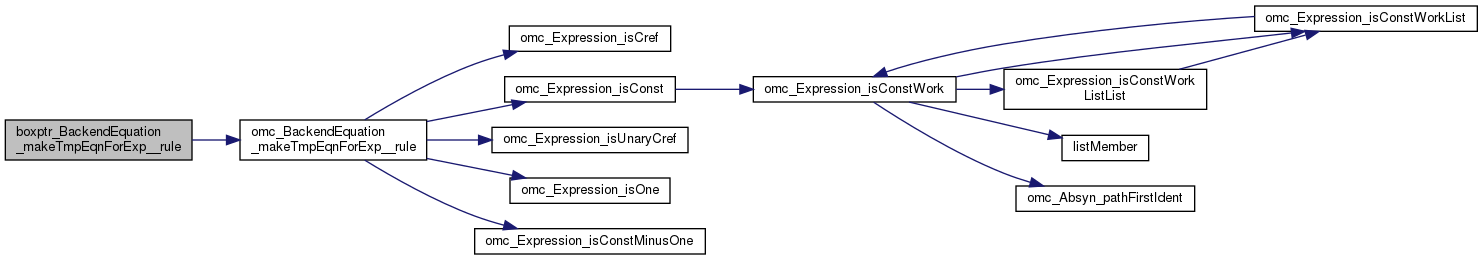 boxptr_BackendEquation
_makeTmpEqnForExp__rule
omc_BackendEquation
_makeTmpEqnForExp__rule
omc_Expression_isCref
omc_Expression_isConst
omc_Expression_isUnaryCref
omc_Expression_isOne
omc_Expression_isConstMinusOne
omc_Expression_isConstWork
omc_Expression_isConstWorkList
omc_Expression_isConstWork
ListList
listMember
omc_Absyn_pathFirstIdent